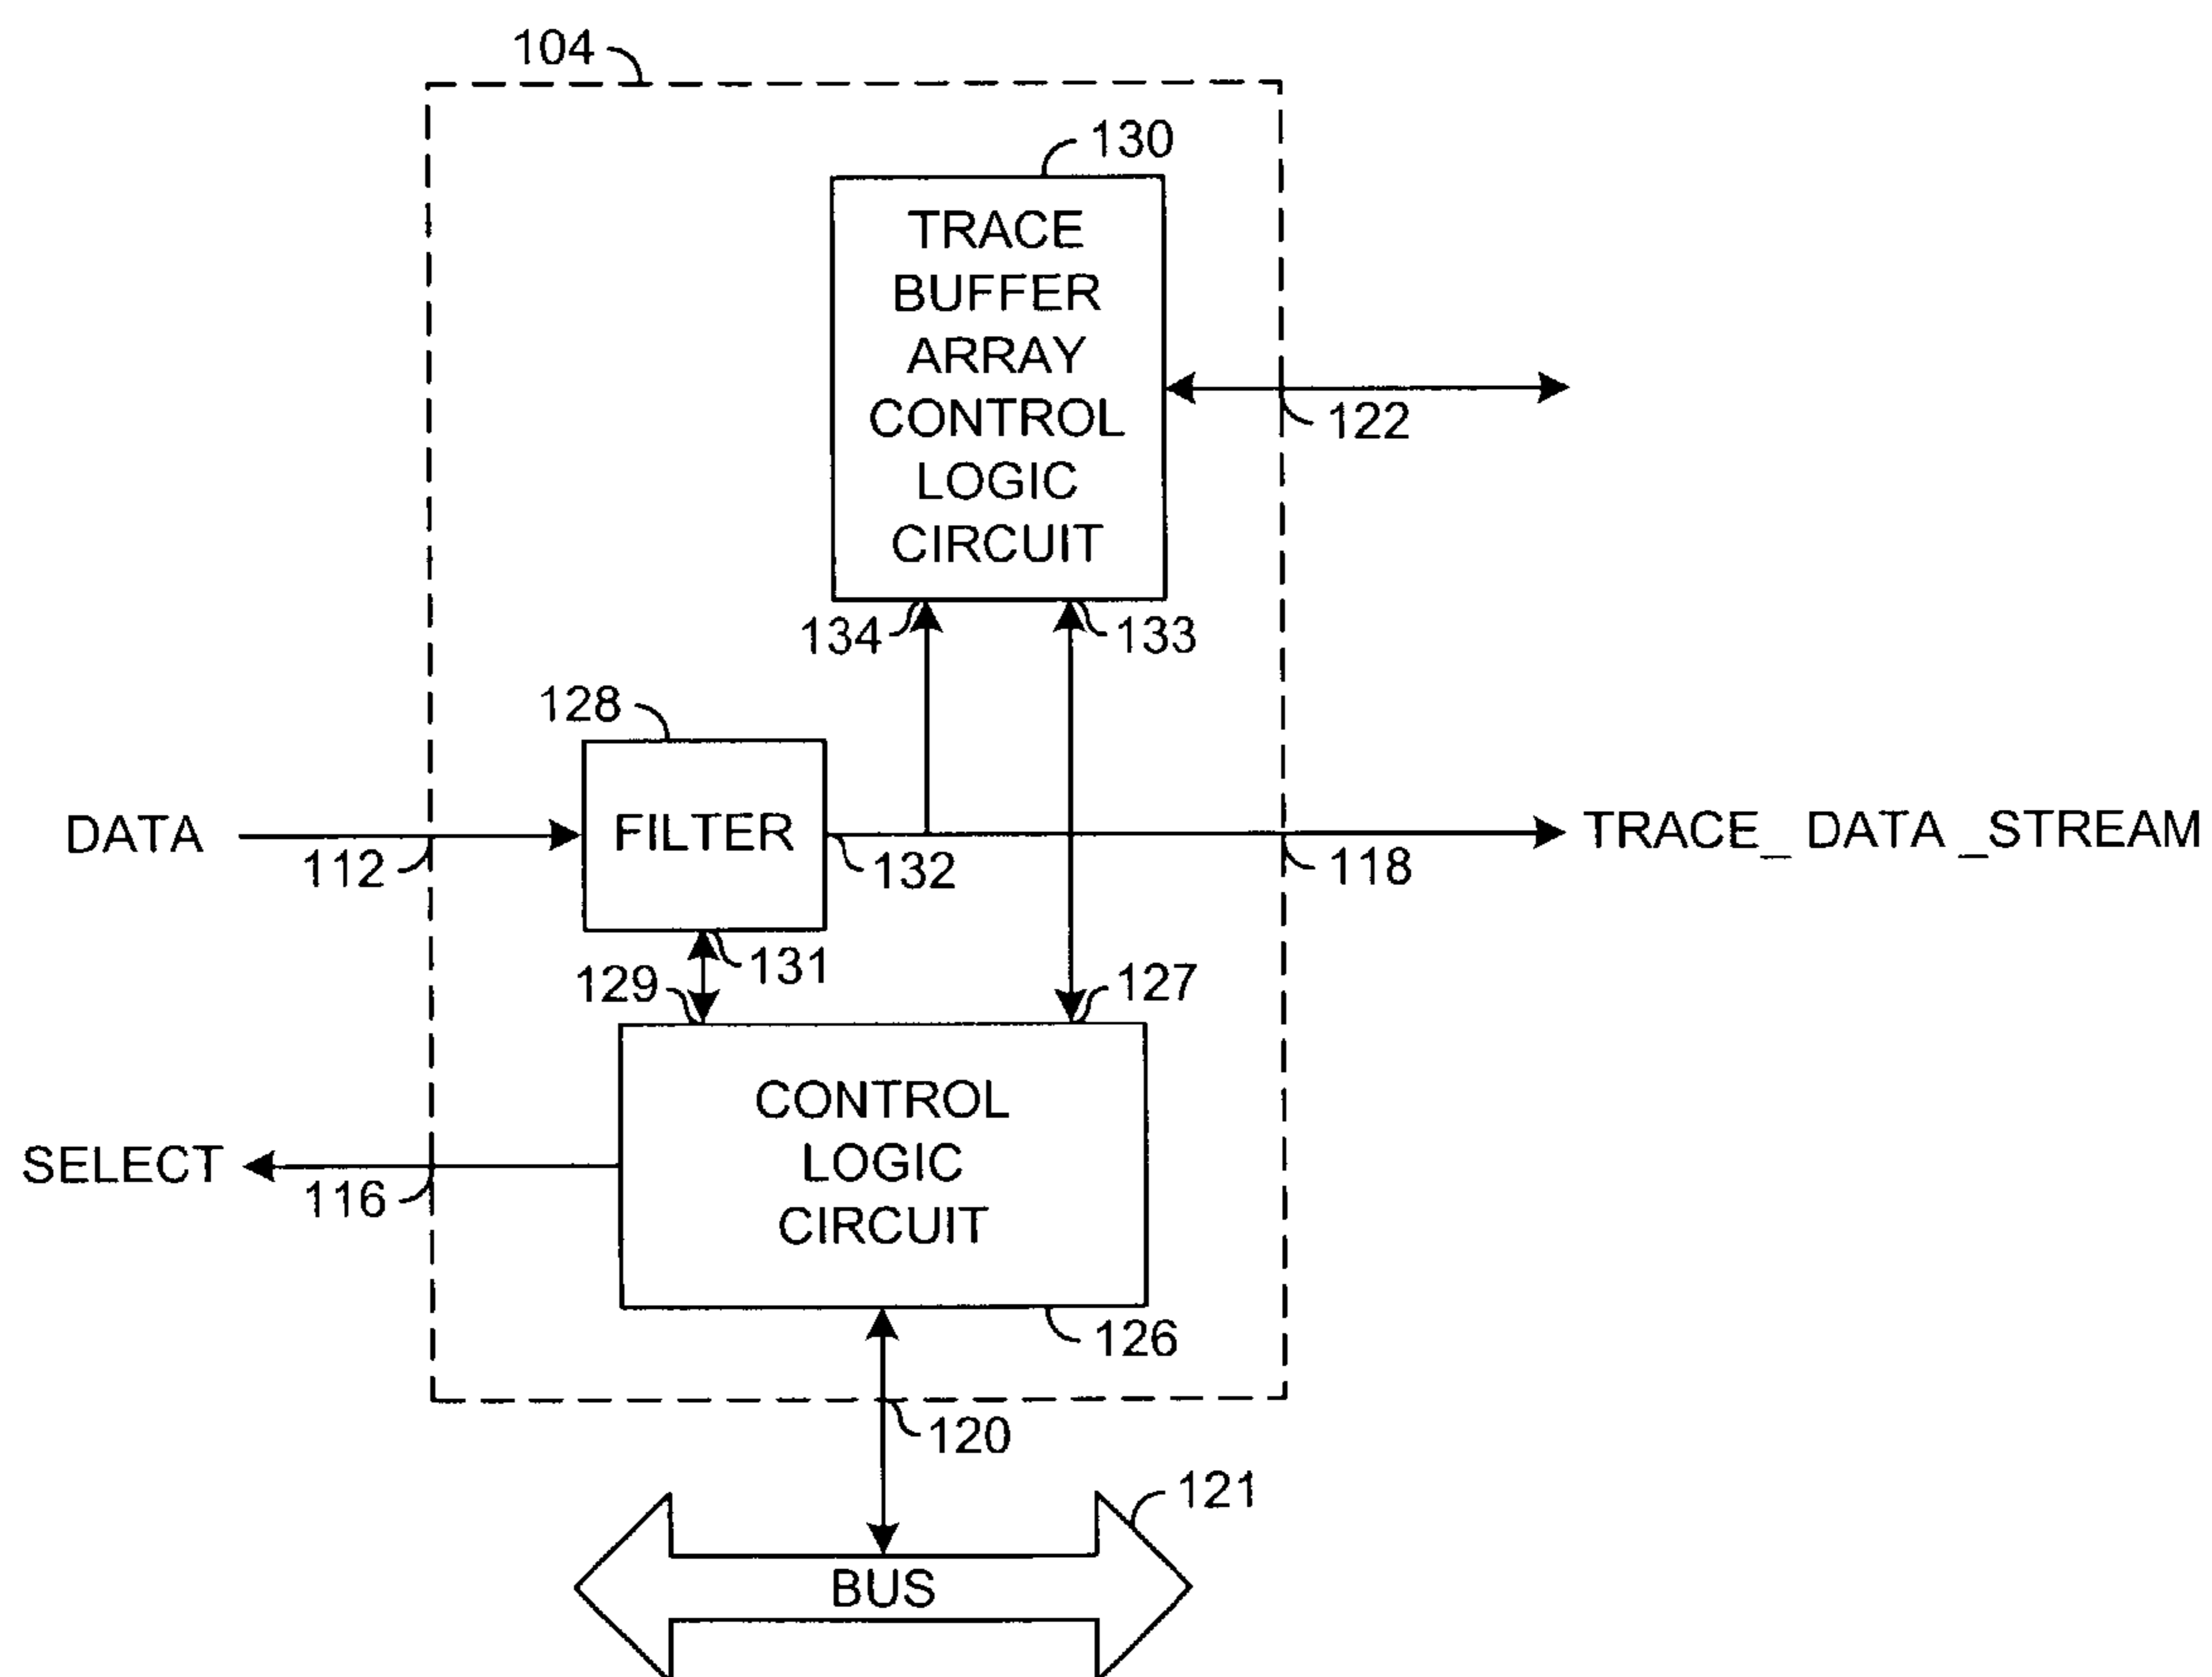 104
130
TRACE
BUFFER
ARRAY
CONTROL
LOGIC
CIRCUIT
122
134
133
128
DATA
FILTER
TRACE_ DATA _STREAM
112
132
118
131
129
127
CONTROL
LOGIC
CIRCUIT
SELECT
116
126
120
121
BUS